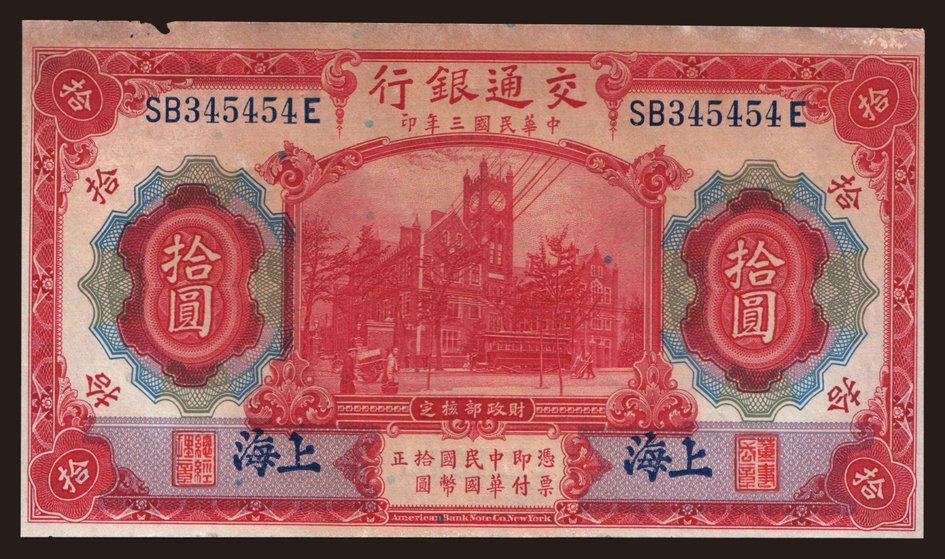 交通銀行
中華民國三年印
SB345454E
SB345454E
拾
拾
拾
拾
拾圓
拾圓
拾
拾
財政部核定
上海
上海
憑票即付中華民國國幣拾圓正
拾
拾
American Bank Note Co. New York